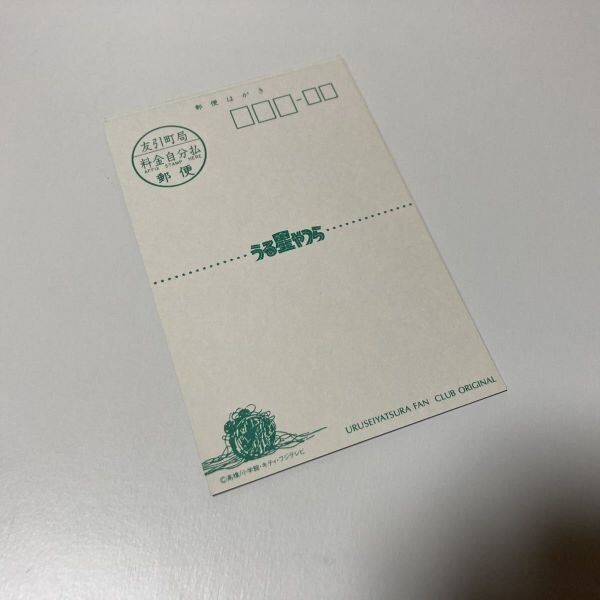 郵便はがき
友引町局
料金自分払
AFFIX STAMP HERE
郵便
うる星やつら
URUSEIYATSURA FAN CLUB ORIGINAL
©高橋/小学館・キティ・フジテレビ